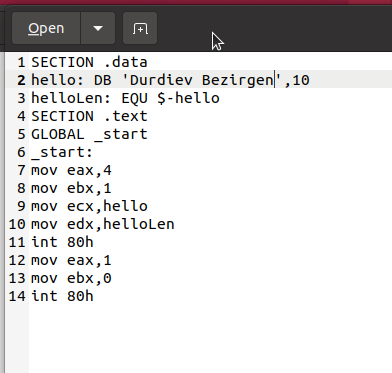 Open
1 SECTION .data
2 hello: DB 'Durdiev Bezirgen',10
3 helloLen: EQU $-hello
4 SECTION .text
5 GLOBAL _start
6 _start:
7 mov eax,4
8 mov ebx,1
9 mov ecx,hello
10 mov edx,helloLen
11 int 80h
12 mov eax,1
13 mov ebx,0
14 int 80h